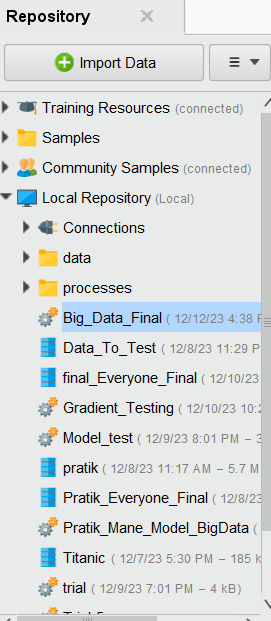 Repository
Import Data
Training Resources (connected)
Samples
Community Samples (connected)
Local Repository (Local)
Connections
data
processes
Big_Data_Final ( 12/12/23 4:38 P
Data_To_Test ( 12/8/23 11:29 P
final_Everyone_Final ( 12/10/23
Gradient_Testing ( 12/10/23 10:2
Model_test ( 12/9/23 8:01 PM – 3
pratik ( 12/8/23 11:17 AM – 5.7 M
Pratik_Everyone_Final ( 12/8/23
Pratik_Mane_Model_BigData (
Titanic ( 12/7/23 5:30 PM – 185 k
trial ( 12/9/23 7:01 PM – 4 kB)